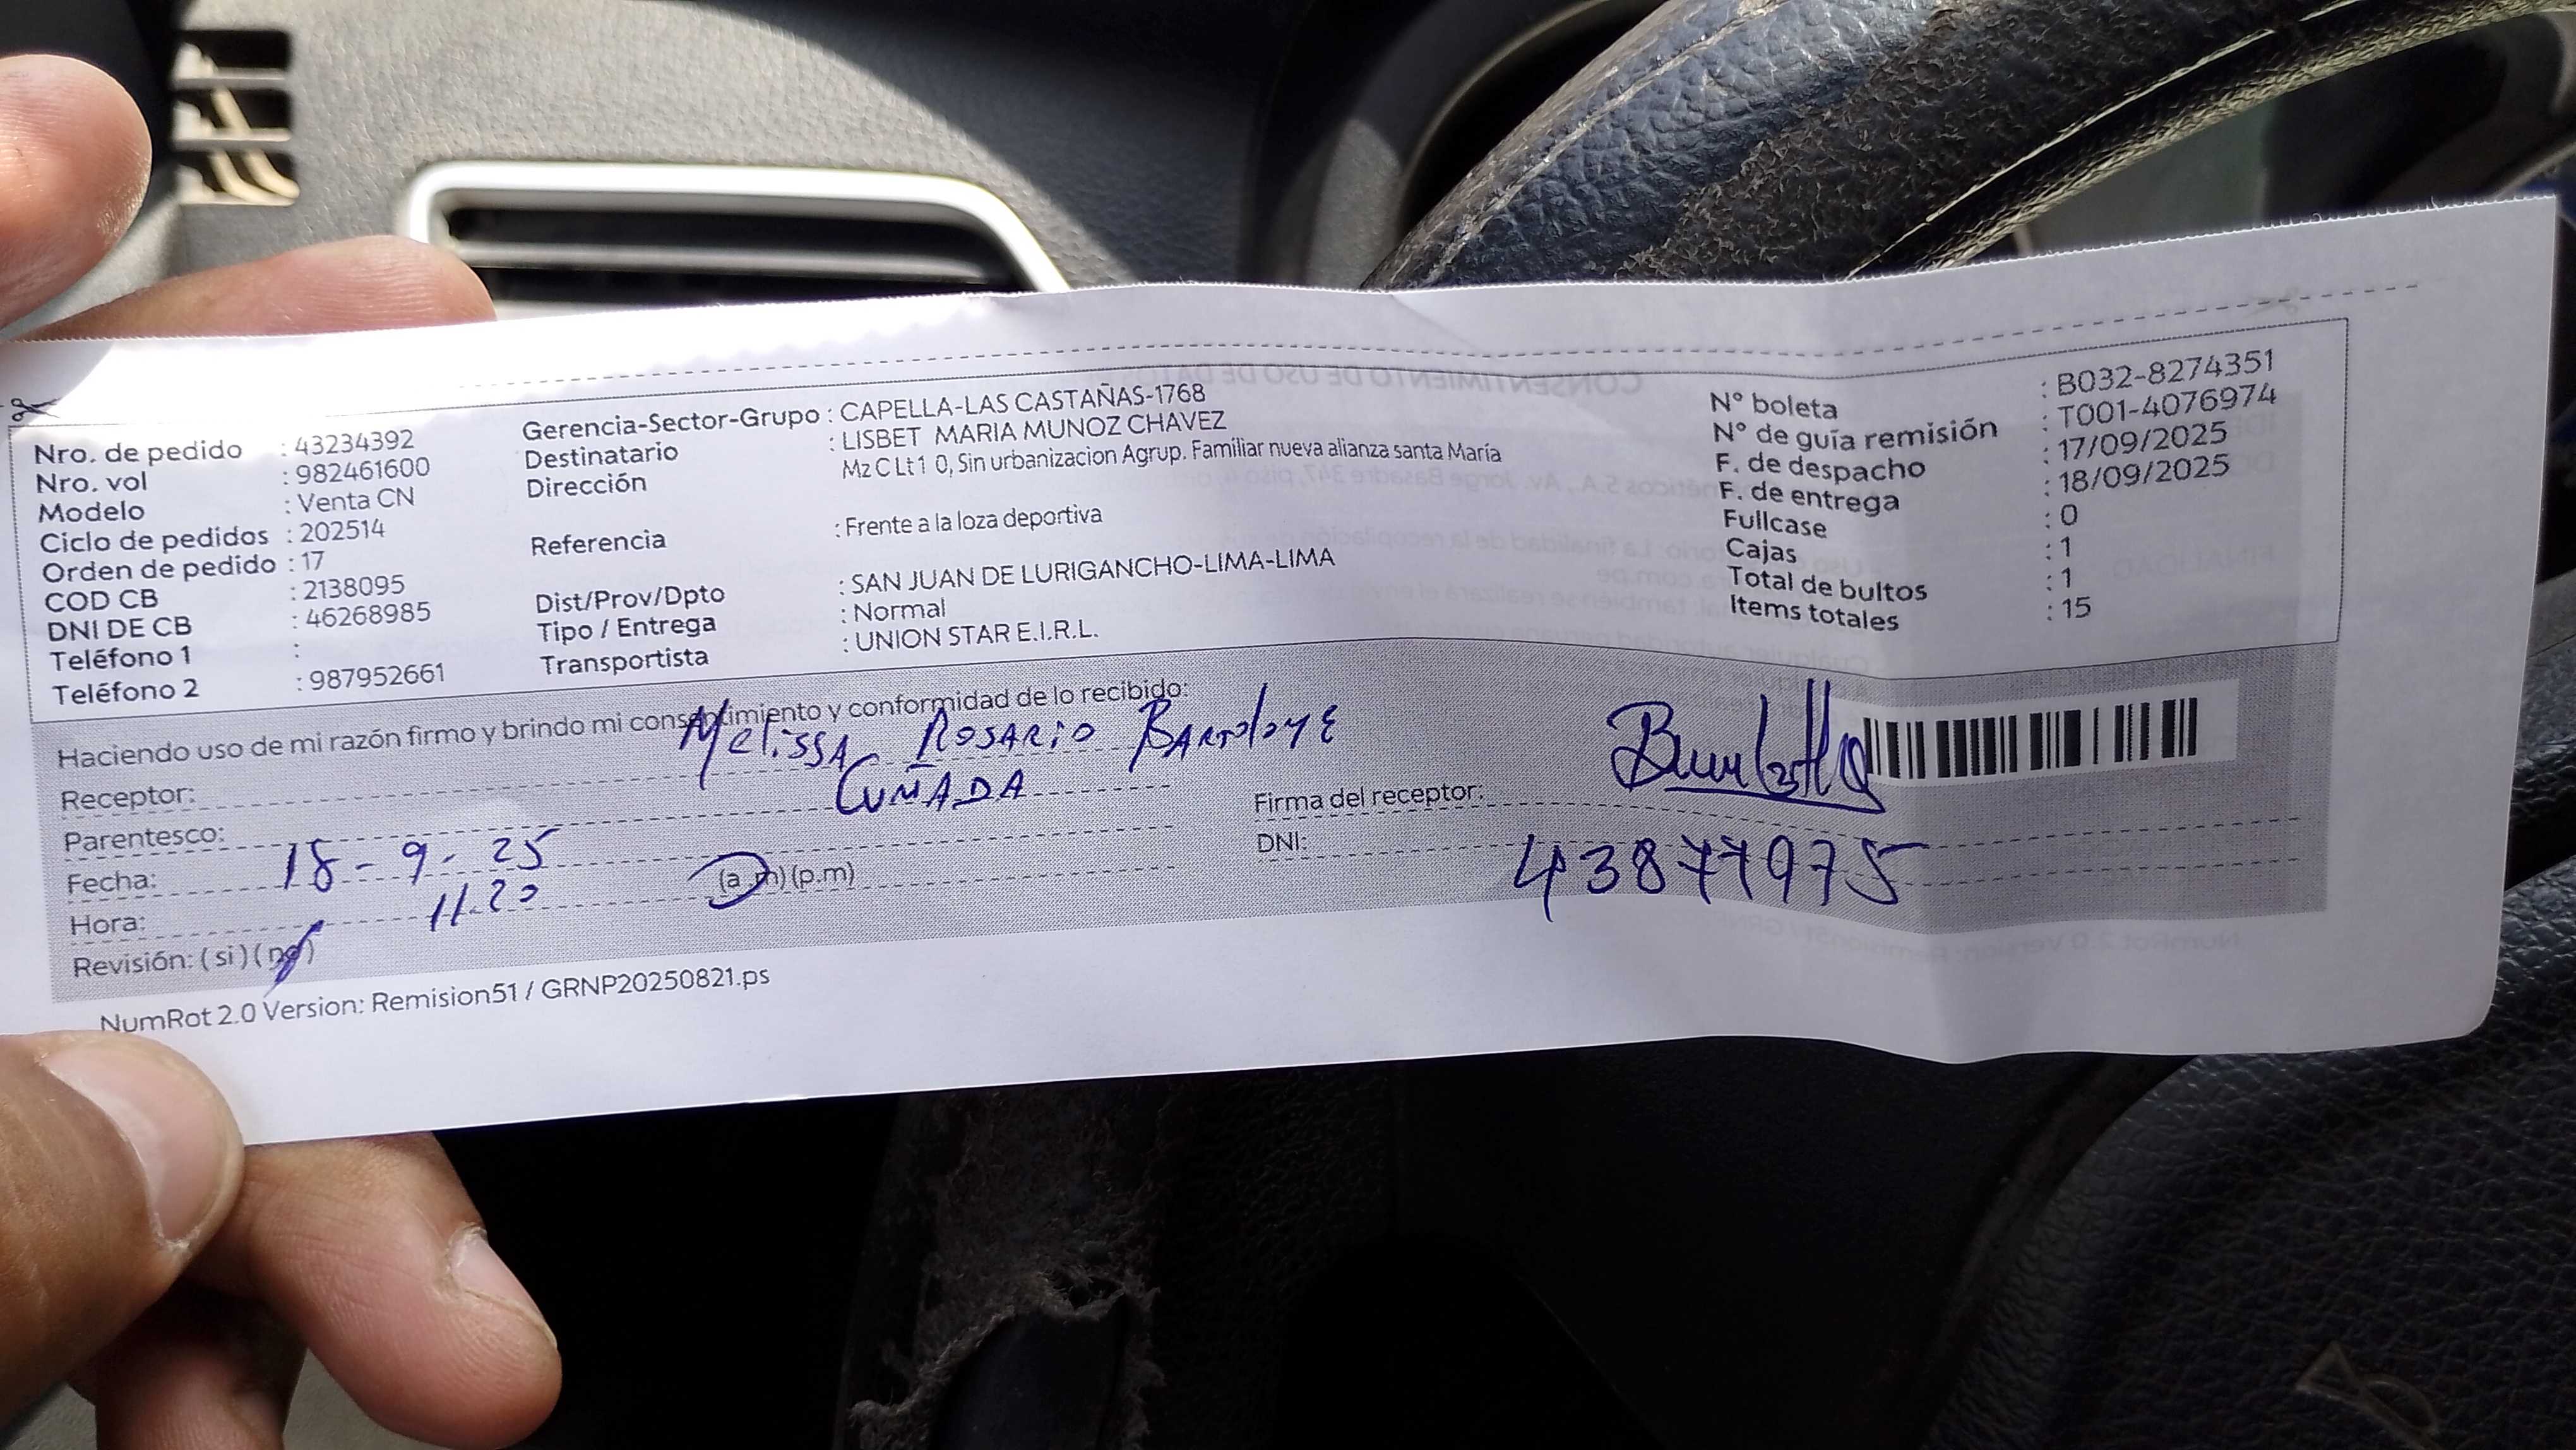 Nro. de pedido : 43234392
Nro. vol : 982461600
Modelo : Venta CN
Ciclo de pedidos : 202514
Orden de pedido : 17
COD CB : 2138095
DNI DE CB : 46268985
Teléfono 1 :
Teléfono 2 : 987952661
Gerencia-Sector-Grupo : CAPELLA-LAS CASTAÑAS-1768
Destinatario : LISBET MARIA MUNOZ CHAVEZ
Dirección Mz C Lt 1 0, Sin urbanizacion Agrup. Familiar nueva alianza santa María
Referencia : Frente a la loza deportiva
Dist/Prov/Dpto : SAN JUAN DE LURIGANCHO-LIMA-LIMA
Tipo / Entrega : Normal
Transportista : UNION STAR E.I.R.L.
N° boleta : B032-8274351
N° de guía remisión : T001-4076974
F. de despacho : 17/09/2025
F. de entrega : 18/09/2025
Fullcase : 0
Cajas : 1
Total de bultos : 1
Items totales : 15
Haciendo uso de mi razón firmo y brindo mi consentimiento y conformidad de lo recibido:
Receptor: Melissa Rosario Bartolome
Parentesco: CUÑADA
Fecha: 18-9-25
Hora: 11.20 (a.m) (p.m)
Revisión: (si) (no)
Firma del receptor:
DNI: 43877975
NumRot 2.0 Version: Remision51 / GRNP20250821.ps